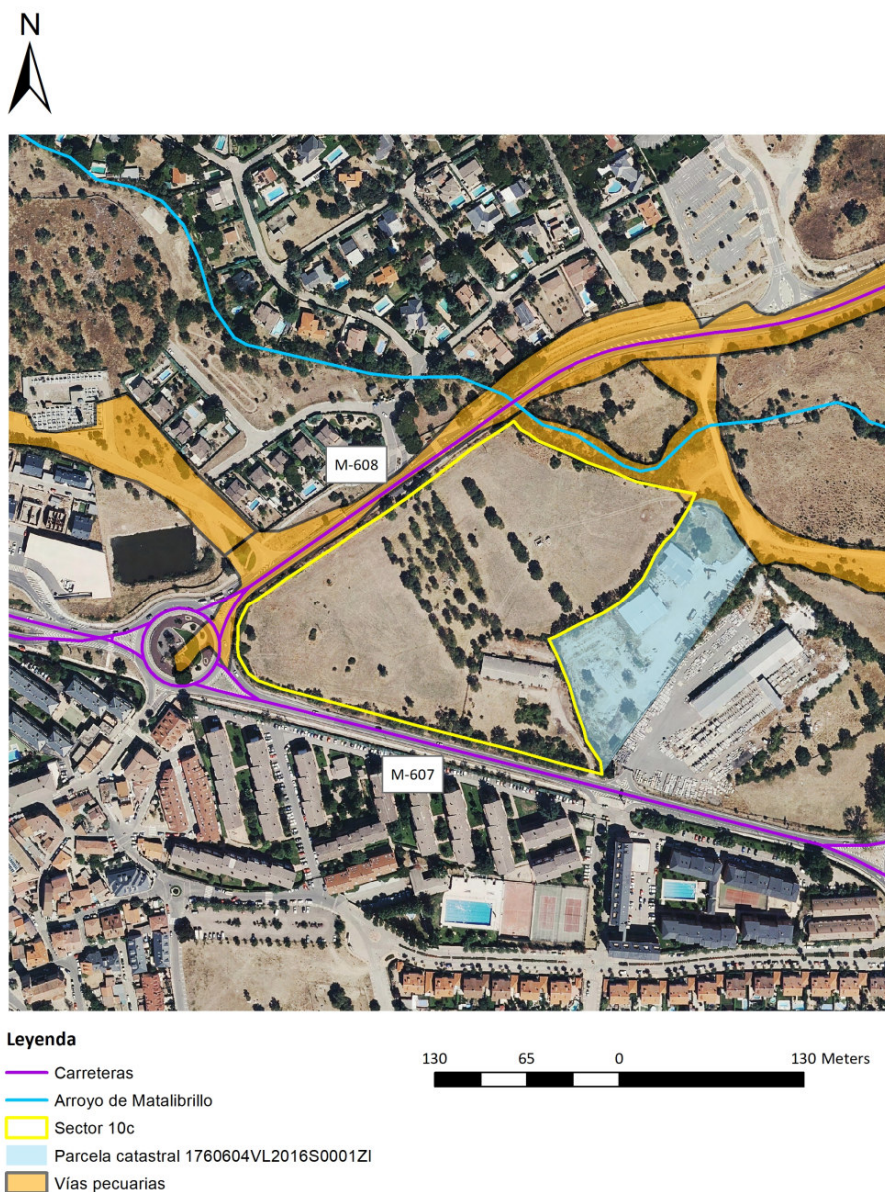 N
M-608
M-607
Leyenda
Carreteras
Arroyo de Matalibrillo
Sector 10c
Parcela catastral 1760604VL2016S0001ZI
Vías pecuarias
130 65 0 130 Meters